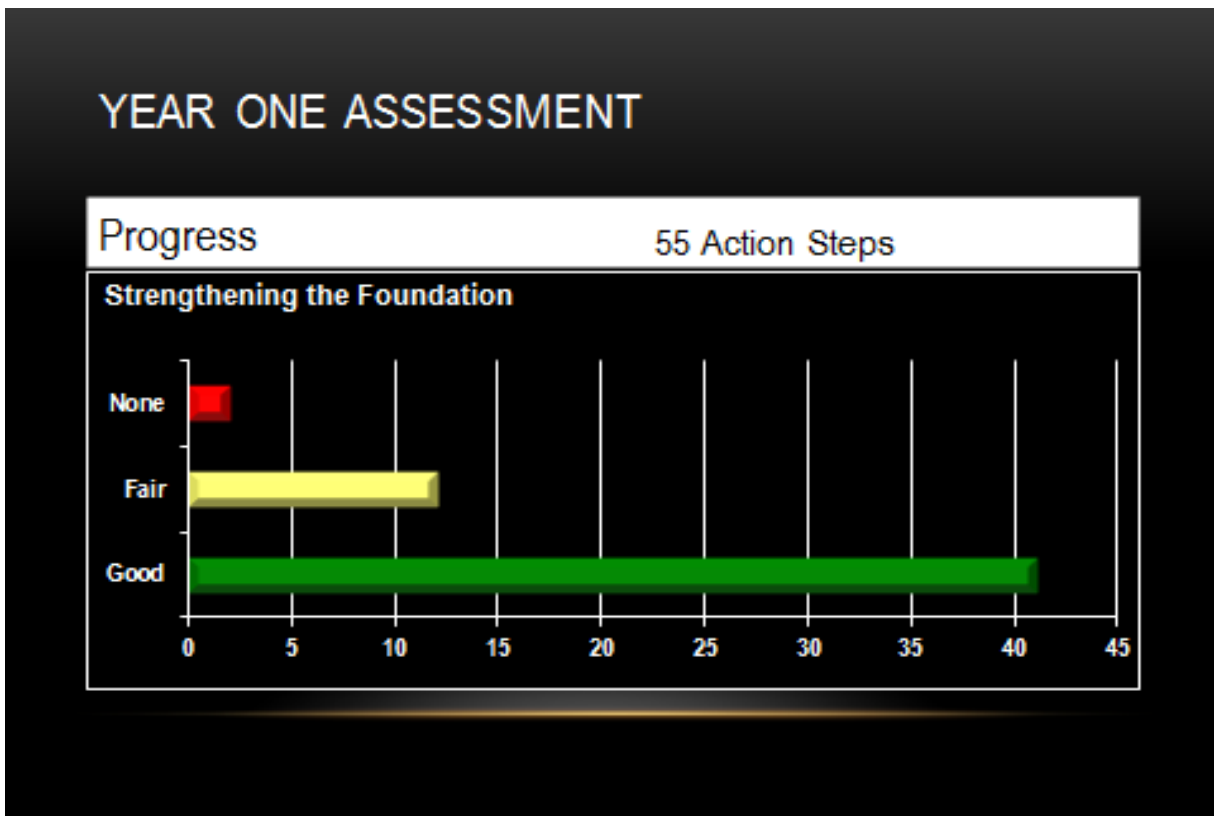 YEAR ONE ASSESSMENT
Progress 55 Action Steps
Strengthening the Foundation
None
Fair
Good
0 5 10 15 20 25 30 35 40 45